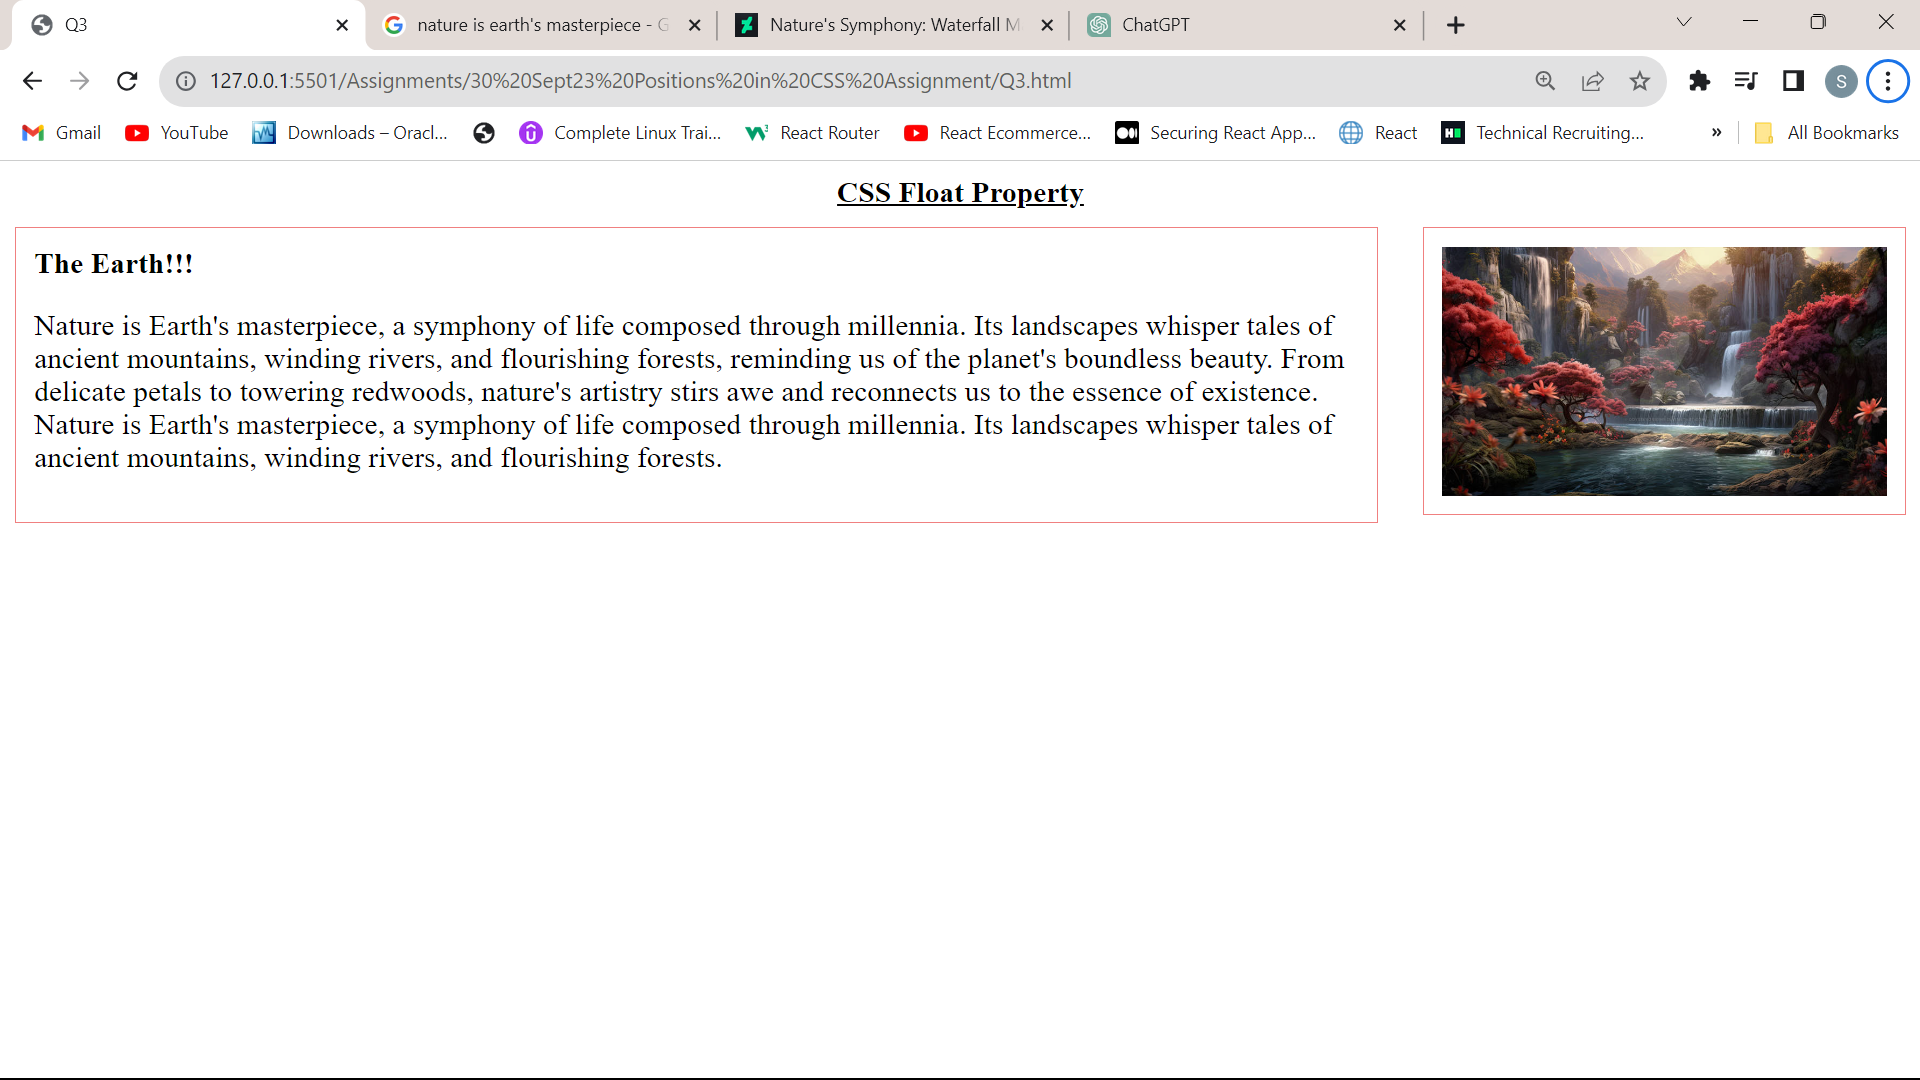 Q3
nature is earth's masterpiece - G
Nature's Symphony: Waterfall M
ChatGPT
127.0.0.1:5501/Assignments/30%20Sept23%20Positions%20in%20CSS%20Assignment/Q3.html
S
Gmail
YouTube
Downloads – Oracl...
Complete Linux Trai...
React Router
React Ecommerce...
Securing React App...
React
Technical Recruiting...
»
All Bookmarks
CSS Float Property
The Earth!!!
Nature is Earth's masterpiece, a symphony of life composed through millennia. Its landscapes whisper tales of
ancient mountains, winding rivers, and flourishing forests, reminding us of the planet's boundless beauty. From
delicate petals to towering redwoods, nature's artistry stirs awe and reconnects us to the essence of existence.
Nature is Earth's masterpiece, a symphony of life composed through millennia. Its landscapes whisper tales of
ancient mountains, winding rivers, and flourishing forests.